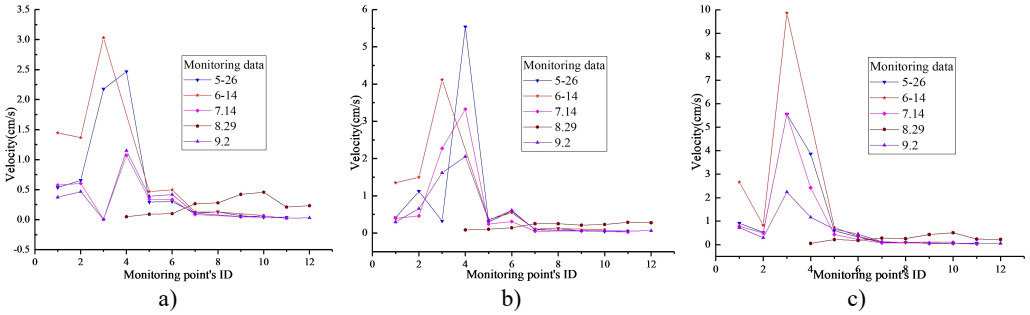 3.5
3.0
2.5
2.0
1.5
1.0
0.5
0.0
-0.5
Velocity(cm/s)
Monitoring data
5-26
6-14
7.14
8.29
9.2
0 2 4 6 8 10 12
Monitoring point's ID
a)
6
5
4
3
2
1
0
Velocity(cm/s)
Monitoring data
5-26
6-14
7.14
8.29
9.2
0 2 4 6 8 10 12
Monitoring point's ID
b)
10
8
6
4
2
0
Velocity(cm/s)
Monitoring data
5-26
6-14
7.14
8.29
9.2
0 2 4 6 8 10 12
Monitoring point's ID
c)